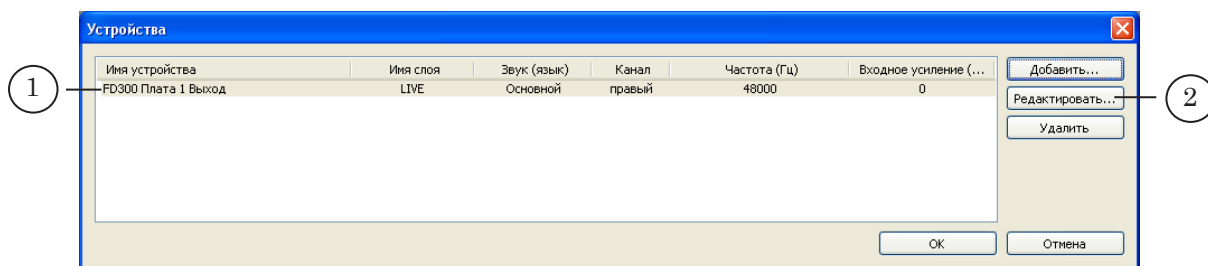 Устройства
Имя устройства Имя слоя Звук (язык) Канал Частота (Гц) Входное усиление (... Добавить...
1 FD300 Плата 1 Выход LIVE Основной правый 48000 0
Редактировать... 2
Удалить
OK Отмена